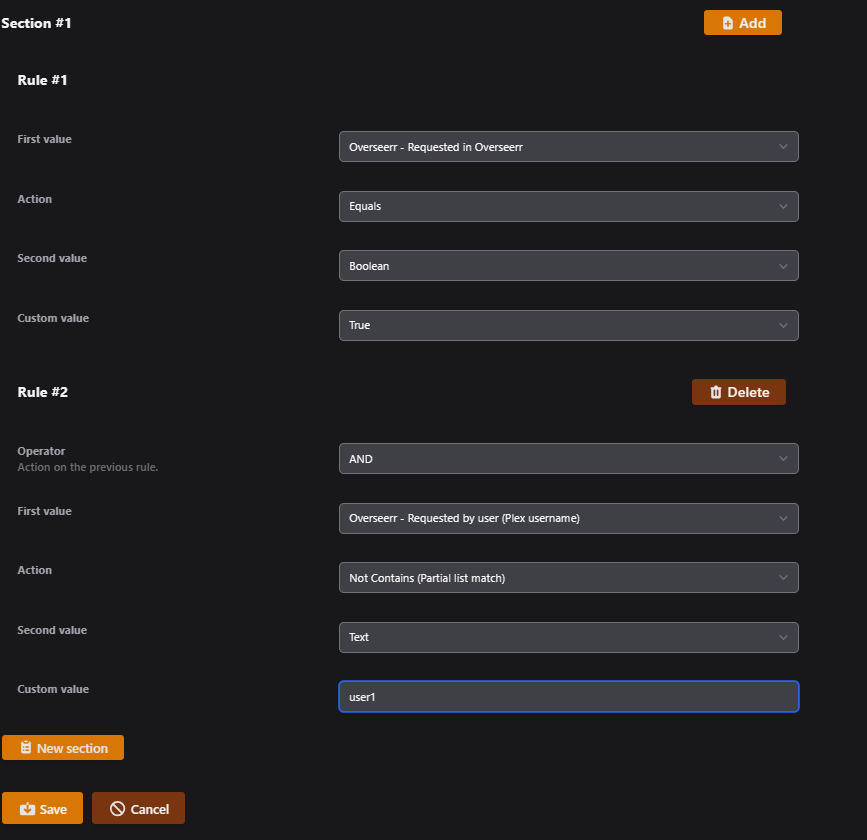 Section #1
Add
Rule #1
First value
Overseerr - Requested in Overseerr
Action
Equals
Second value
Boolean
Custom value
True
Rule #2
Delete
Operator
Action on the previous rule.
AND
First value
Overseerr - Requested by user (Plex username)
Action
Not Contains (Partial list match)
Second value
Text
Custom value
user1
New section
Save
Cancel